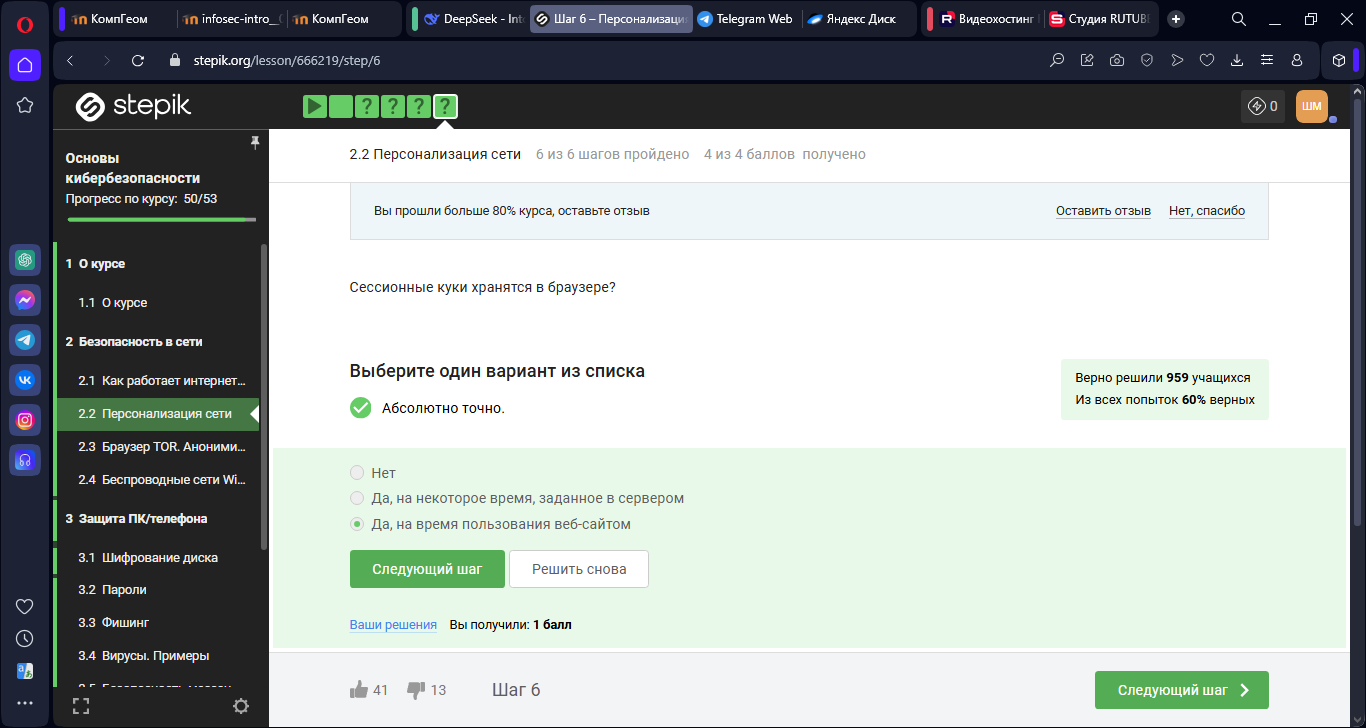 КомпГеом
infosec-intro__
КомпГеом
DeepSeek - Int
Шаг 6 – Персонализаци
Telegram Web
Яндекс Диск
Видеохостинг
Студия RUTUBE
stepik.org/lesson/666219/step/6
stepik
? ? ? ?
0
ШМ
Основы
кибербезопасности
Прогресс по курсу: 50/53
1 О курсе
1.1 О курсе
2 Безопасность в сети
2.1 Как работает интернет...
2.2 Персонализация сети
2.3 Браузер TOR. Аноними...
2.4 Беспроводные сети Wi...
3 Защита ПК/телефона
3.1 Шифрование диска
3.2 Пароли
3.3 Фишинг
3.4 Вирусы. Примеры
2.2 Персонализация сети 6 из 6 шагов пройдено 4 из 4 баллов получено
Вы прошли больше 80% курса, оставьте отзыв
Оставить отзыв Нет, спасибо
Сессионные куки хранятся в браузере?
Выберите один вариант из списка
Абсолютно точно.
Верно решили 959 учащихся
Из всех попыток 60% верных
Нет
Да, на некоторое время, заданное в сервером
Да, на время пользования веб-сайтом
Следующий шаг
Решить снова
Ваши решения Вы получили: 1 балл
41 13 Шаг 6
Следующий шаг